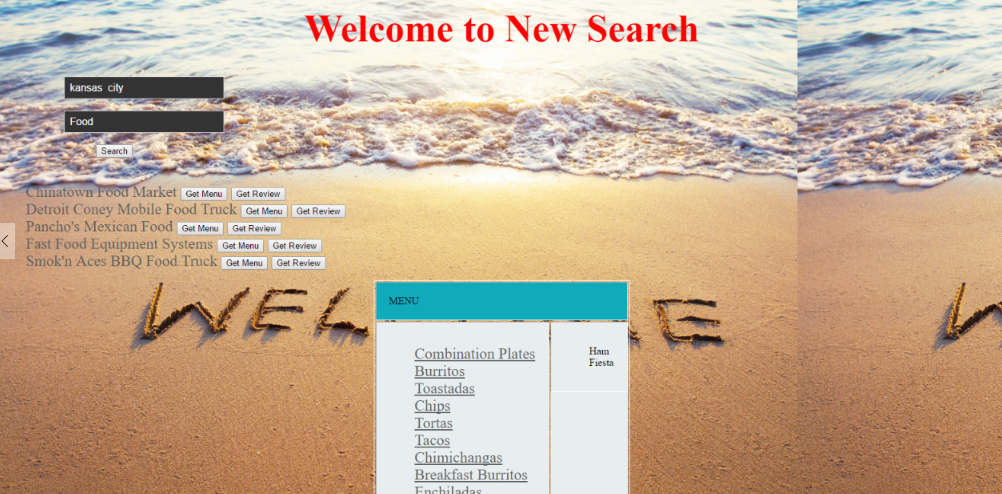 Welcome to New Search
kansas city
Food
Search
Chinatown Food Market Get Menu Get Review
Detroit Coney Mobile Food Truck Get Menu Get Review
Pancho's Mexican Food Get Menu Get Review
Fast Food Equipment Systems Get Menu Get Review
Smok'n Aces BBQ Food Truck Get Menu Get Review
MENU
Combination Plates
Burritos
Toastadas
Chips
Tortas
Tacos
Chimichangas
Breakfast Burritos
Enchiladas
Ham
Fiesta
WEL
ME
W